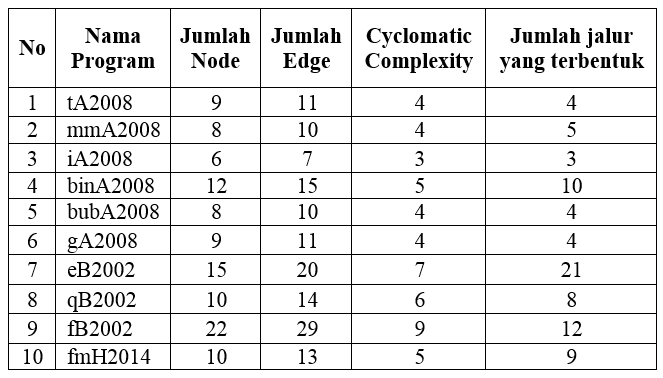 No Nama Program Jumlah Node Jumlah Edge Cyclomatic Complexity Jumlah jalur yang terbentuk
1 tA2008 9 11 4 4
2 mmA2008 8 10 4 5
3 iA2008 6 7 3 3
4 binA2008 12 15 5 10
5 bubA2008 8 10 4 4
6 gA2008 9 11 4 4
7 eB2002 15 20 7 21
8 qB2002 10 14 6 8
9 fB2002 22 29 9 12
10 fmH2014 10 13 5 9